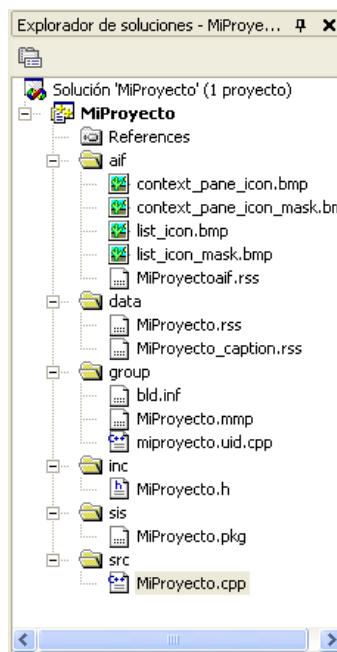 Explorador de soluciones - MiProye...
Solución 'MiProyecto' (1 proyecto)
MiProyecto
References
aif
context_pane_icon.bmp
context_pane_icon_mask.bm
list_icon.bmp
list_icon_mask.bmp
MiProyectoaif.rss
data
MiProyecto.rss
MiProyecto_caption.rss
group
bld.inf
MiProyecto.mmp
miproyecto.uid.cpp
inc
MiProyecto.h
sis
MiProyecto.pkg
src
MiProyecto.cpp